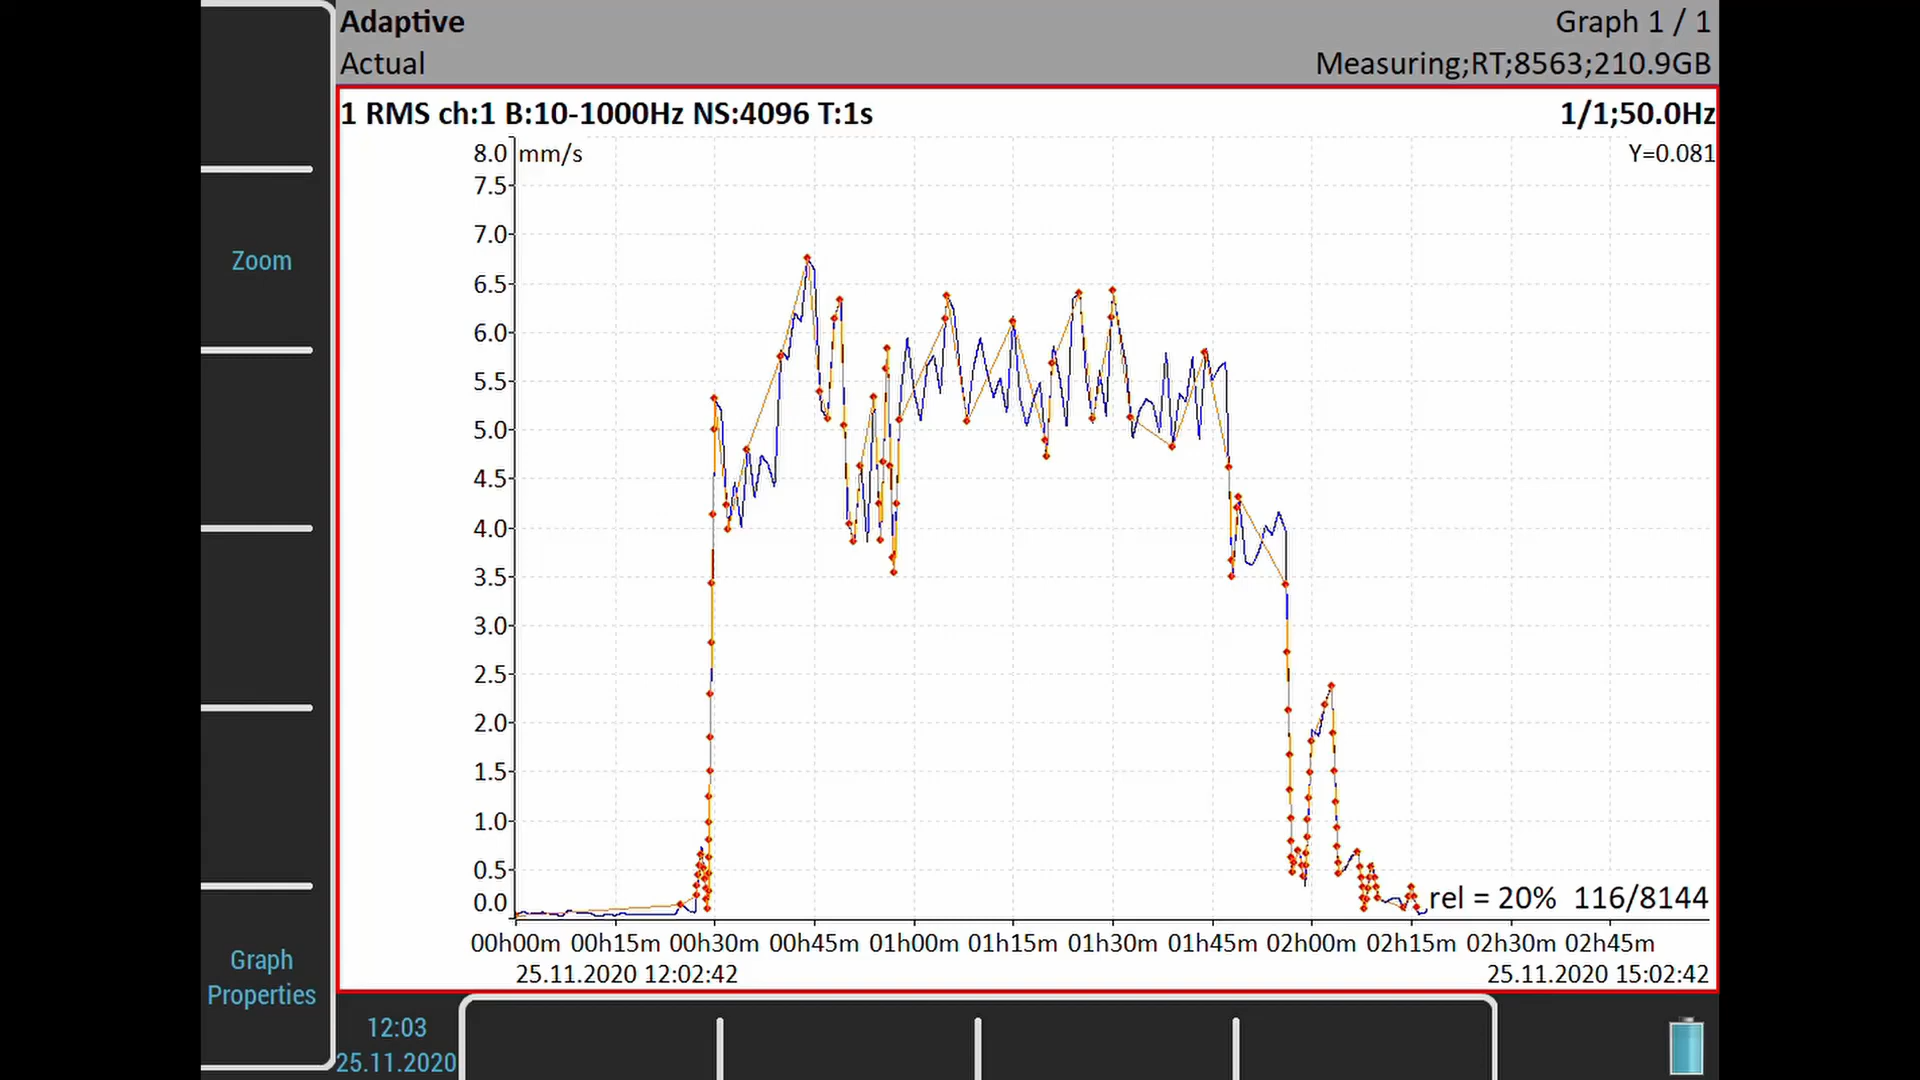 Adaptive
Graph 1 / 1
Actual
Measuring;RT;8563;210.9GB
1 RMS ch:1 B:10-1000Hz NS:4096 T:1s
1/1;50.0Hz
8.0 mm/s
Y=0.081
7.5
7.0
Zoom
6.5
6.0
5.5
5.0
4.5
4.0
3.5
3.0
2.5
2.0
1.5
1.0
0.5
0.0
rel = 20% 116/8144
00h00m 00h15m 00h30m 00h45m 01h00m 01h15m 01h30m 01h45m 02h00m 02h15m 02h30m 02h45m
25.11.2020 12:02:42
25.11.2020 15:02:42
Graph
Properties
12:03
25.11.2020